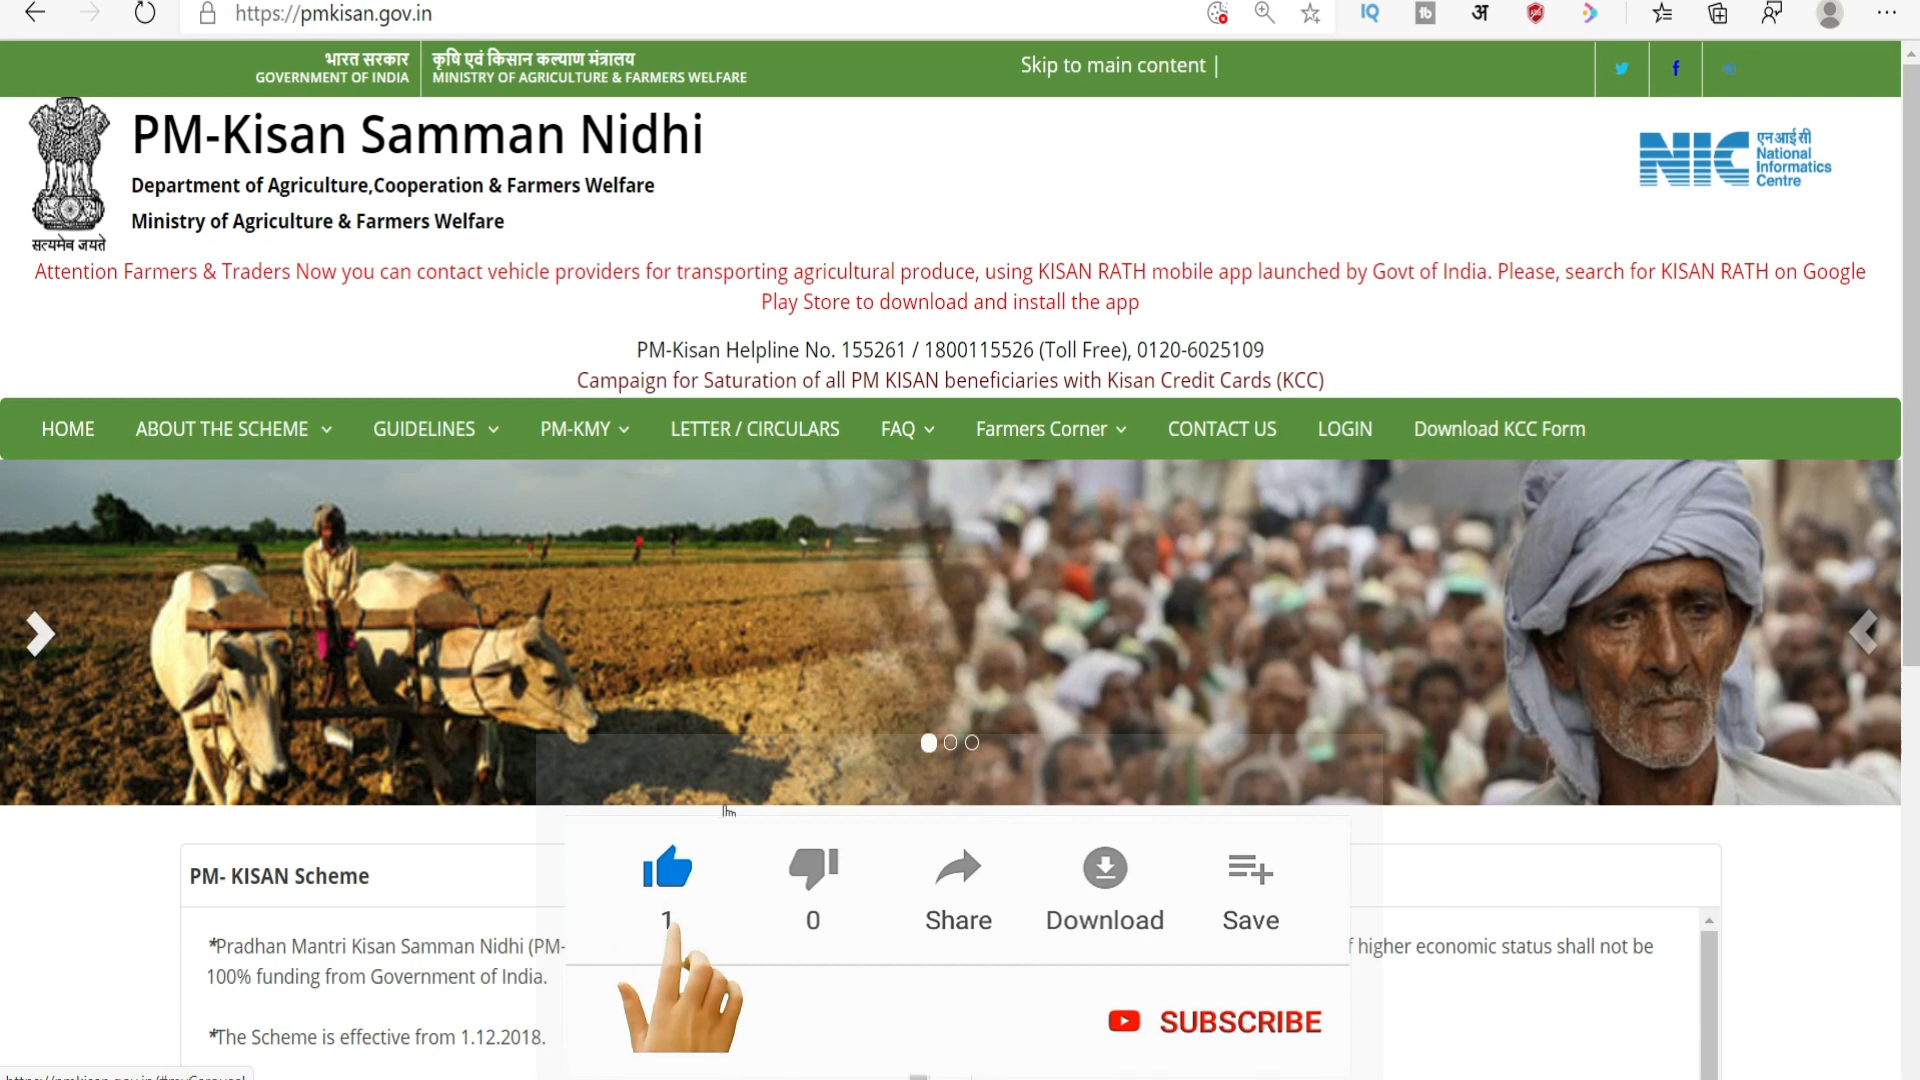 https://pmkisan.gov.in
भारत सरकार
GOVERNMENT OF INDIA
कृषि एवं किसान कल्याण मंत्रालय
MINISTRY OF AGRICULTURE & FARMERS WELFARE
Skip to main content |
PM-Kisan Samman Nidhi
Department of Agriculture,Cooperation & Farmers Welfare
Ministry of Agriculture & Farmers Welfare
सत्यमेव जयते
NIC
एन आई सी
National
Informatics
Centre
Attention Farmers & Traders Now you can contact vehicle providers for transporting agricultural produce, using KISAN RATH mobile app launched by Govt of India. Please, search for KISAN RATH on Google
Play Store to download and install the app
PM-Kisan Helpline No. 155261 / 1800115526 (Toll Free), 0120-6025109
Campaign for Saturation of all PM KISAN beneficiaries with Kisan Credit Cards (KCC)
HOME ABOUT THE SCHEME GUIDELINES PM-KMY LETTER / CIRCULARS FAQ Farmers Corner CONTACT US LOGIN Download KCC Form
PM- KISAN Scheme
1 0 Share Download Save
*Pradhan Mantri Kisan Samman Nidhi (PM- higher economic status shall not be
100% funding from Government of India.
SUBSCRIBE
*The Scheme is effective from 1.12.2018.